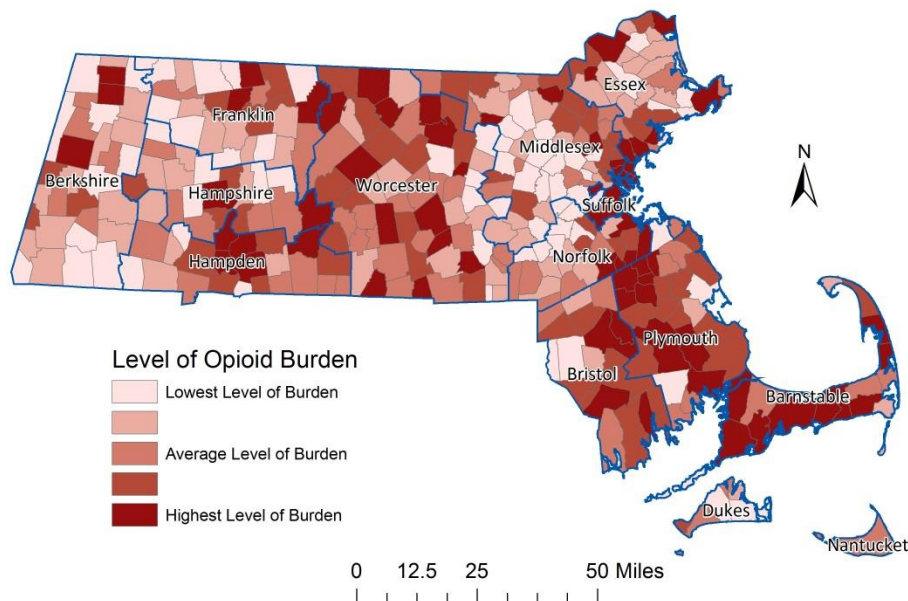 Essex
Franklin
Middlesex
N
Berkshire
Hampshire
Worcester
Suffolk
Hampden
Norfolk
Plymouth
Level of Opioid Burden
Lowest Level of Burden
Bristol
Barnstable
Average Level of Burden
Highest Level of Burden
Dukes
Nantucket
0 12.5 25 50 Miles